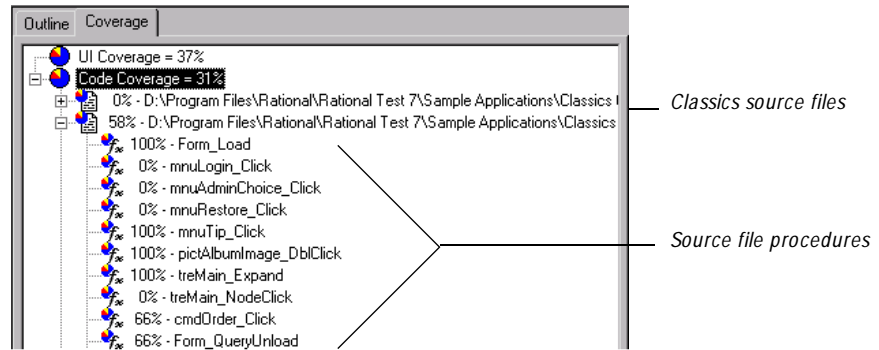 Outline Coverage
UI Coverage = 37%
Code Coverage = 31%
0% - D:\Program Files\Rational\Rational Test 7\Sample Applications\Classics
Classics source files
58% - D:\Program Files\Rational\Rational Test 7\Sample Applications\Classics
100% - Form_Load
0% - mnuLogin_Click
0% - mnuAdminChoice_Click
0% - mnuRestore_Click
100% - mnuTip_Click
Source file procedures
100% - pictAlbumImage_DblClick
100% - treMain_Expand
0% - treMain_NodeClick
66% - cmdOrder_Click
66% - Form_QueryUnload